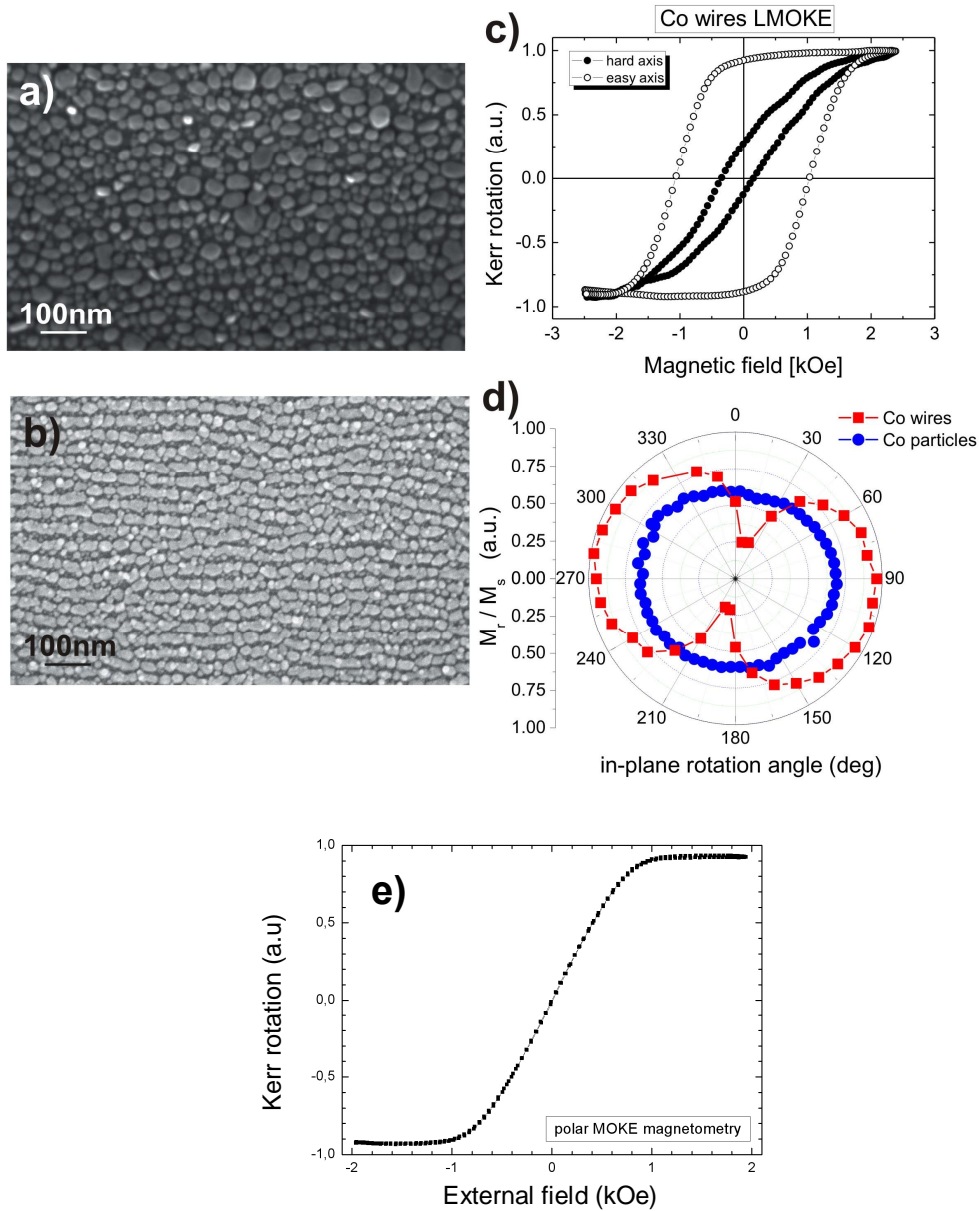 a)
100nm
b)
100nm
c)
Co wires LMOKE
hard axis
easy axis
1.0
0.5
0.0
-0.5
-1.0
Kerr rotation (a.u.)
-3
-2
-1
0
1
2
3
Magnetic field [kOe]
d)
Co wires
Co particles
1.00
0.75
0.50
0.25
0.00
0.25
0.50
0.75
1.00
M_r / M_s (a.u.)
0
30
60
90
120
150
180
210
240
270
300
330
in-plane rotation angle (deg)
e)
1,0
0,5
0,0
-0,5
-1,0
Kerr rotation (a.u)
polar MOKE magnetometry
-2
-1
0
1
2
External field (kOe)